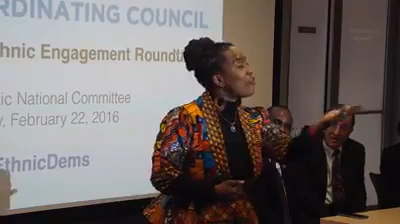 RDINATING COUNCIL
thnic Engagement Roundt
ic National Committee
y, February 22, 2016
EthnicDems